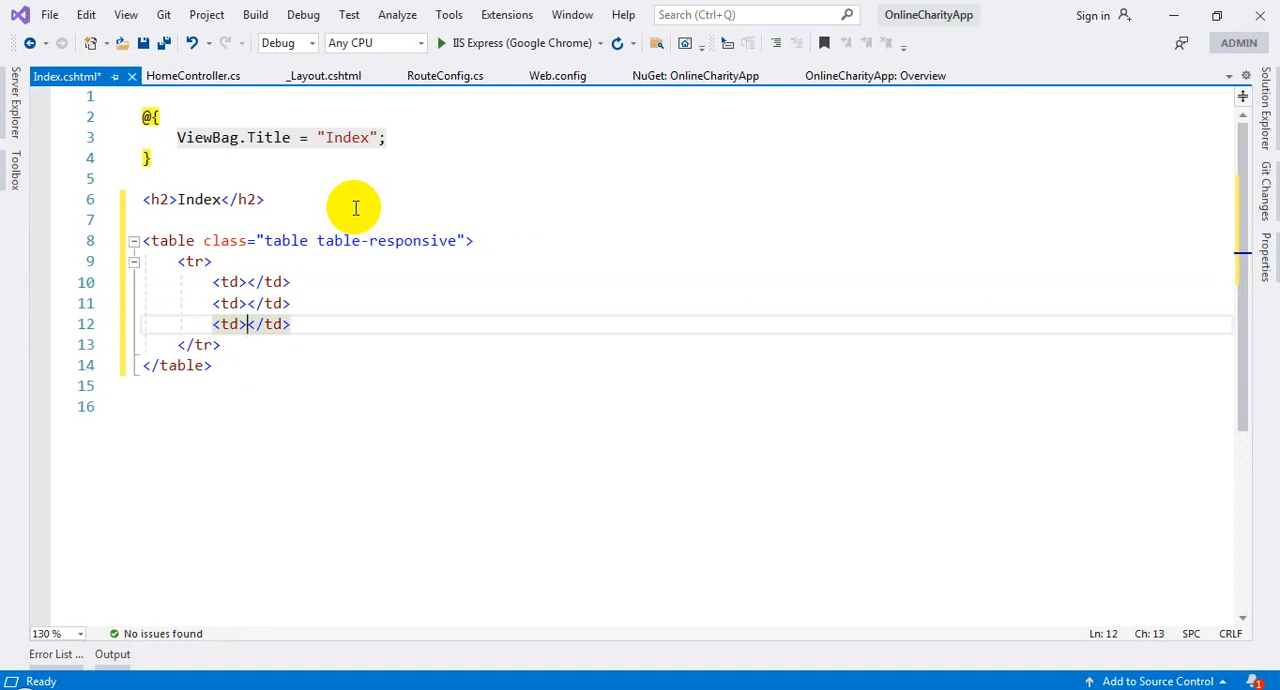 File Edit View Git Project Build Debug Test Analyze Tools Extensions Window Help Search (Ctrl+Q) OnlineCharityApp Sign in
Debug Any CPU IIS Express (Google Chrome) ADMIN
Index.cshtml* HomeController.cs _Layout.cshtml RouteConfig.cs Web.config NuGet: OnlineCharityApp OnlineCharityApp: Overview
Server Explorer
Toolbox
1
2 @{
3 ViewBag.Title = "Index";
4 }
5
6 <h2>Index</h2>
7
8 <table class="table table-responsive">
9 <tr>
10 <td></td>
11 <td></td>
12 <td></td>
13 </tr>
14 </table>
15
16
Solution Explorer
Git Changes
Properties
130 % No issues found Ln: 12 Ch: 13 SPC CRLF
Error List ... Output
Ready Add to Source Control 1